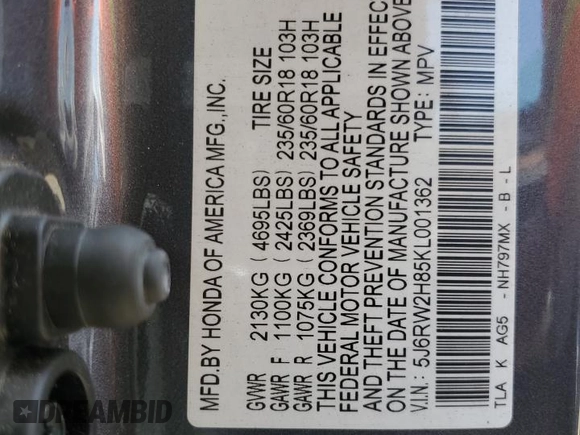 MFD.BY HONDA OF AMERICA MFG.,INC.
TIRE SIZE
GVWR 2130KG ( 4695LBS)
GAWR F 1100KG ( 2425LBS) 235/60R18 103H
GAWR R 1075KG ( 2369LBS) 235/60R18 103H
THIS VEHICLE CONFORMS TO ALL APPLICABLE
FEDERAL MOTOR VEHICLE SAFETY
AND THEFT PREVENTION STANDARDS IN EFFEC
ON THE DATE OF MANUFACTURE SHOWN ABOVE
V.I.N.: 5J6RW2H85KL001362 TYPE: MPV
TLA K AG5 - NH797MX - B - L
DREAMBID